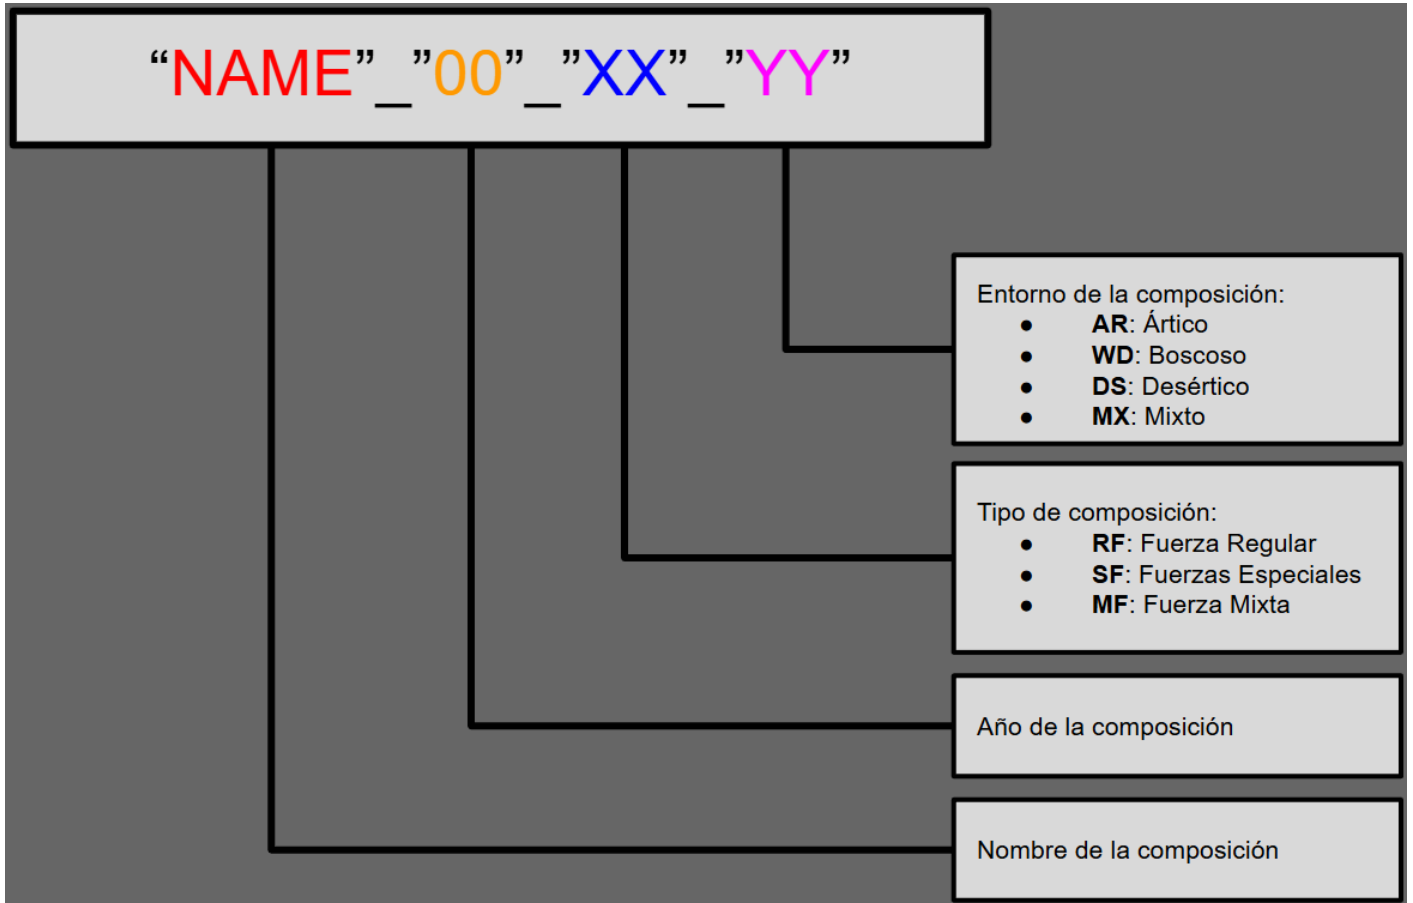 “NAME”_”00”_”XX”_”YY”
Entorno de la composición:
● AR: Ártico
● WD: Boscoso
● DS: Desértico
● MX: Mixto
Tipo de composición:
● RF: Fuerza Regular
● SF: Fuerzas Especiales
● MF: Fuerza Mixta
Año de la composición
Nombre de la composición